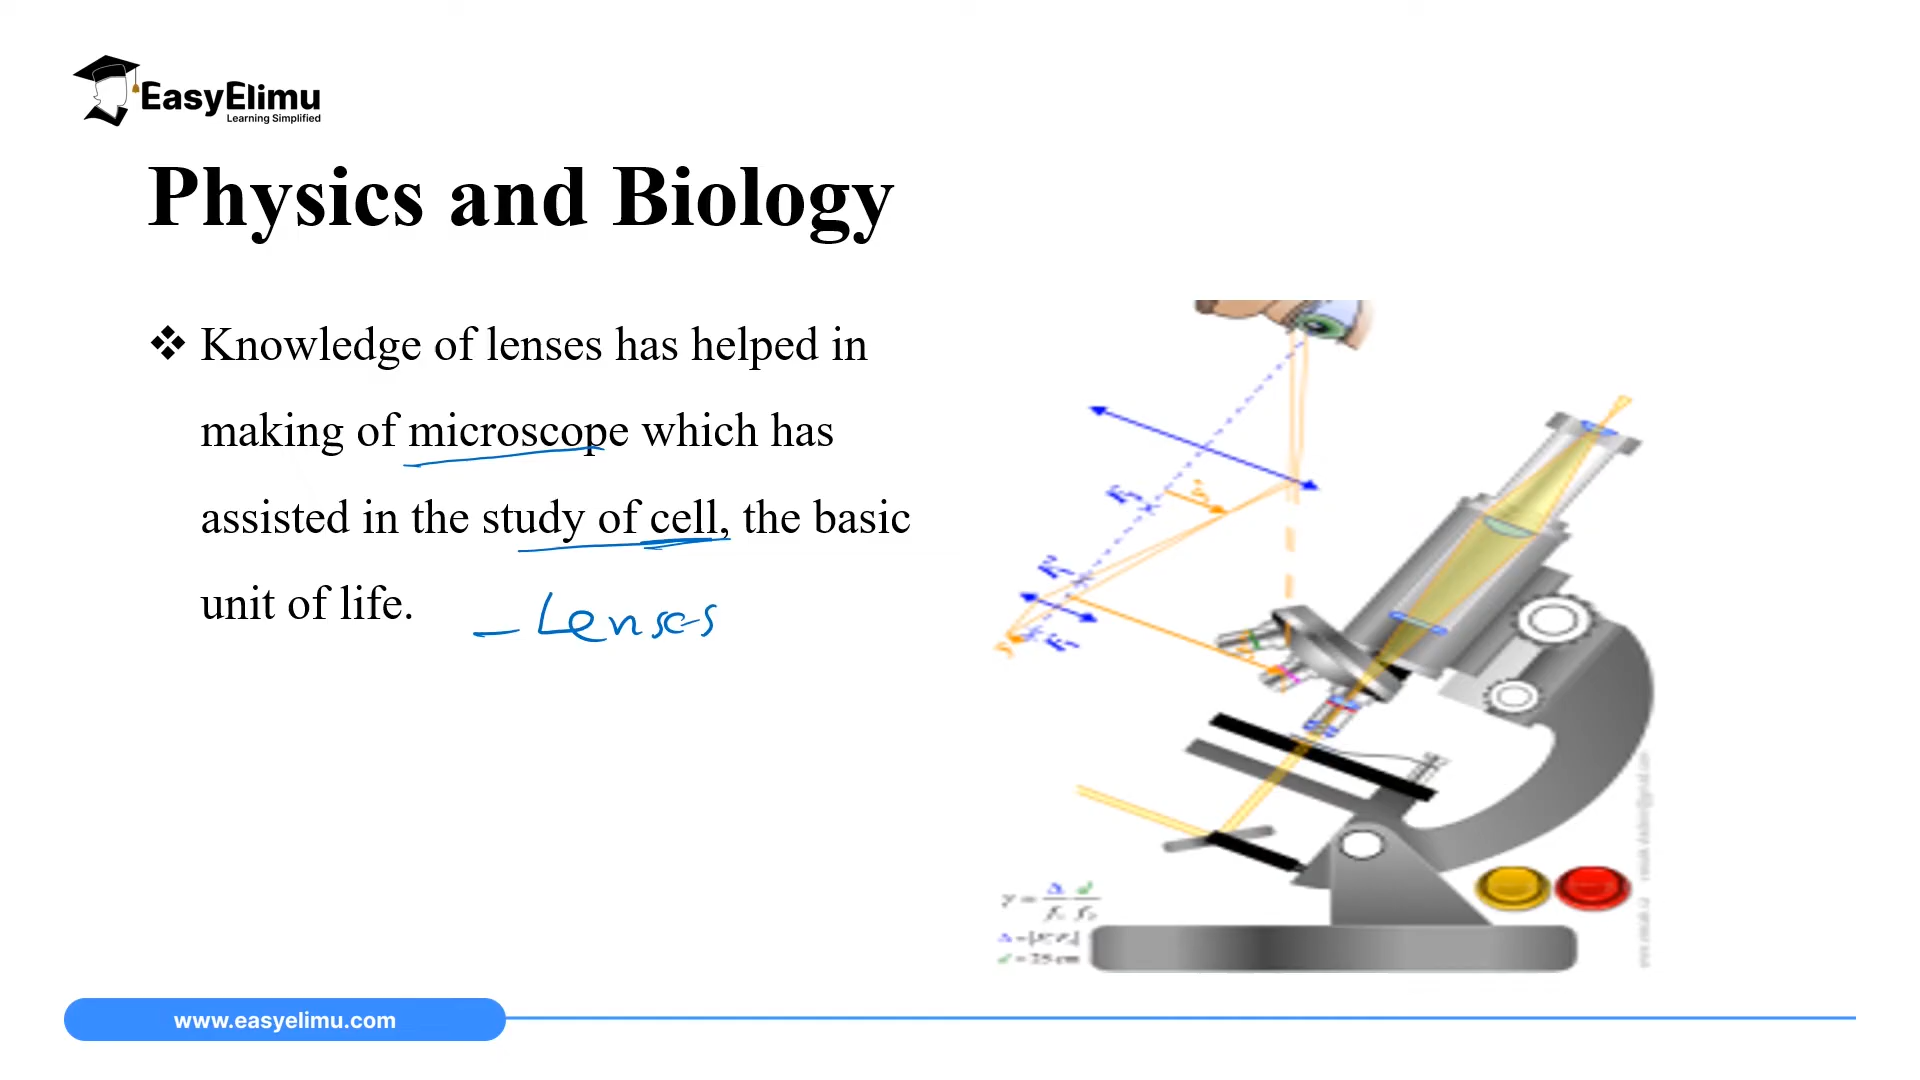 EasyElimu
Learning Simplified
Physics and Biology
❖ Knowledge of lenses has helped in
making of microscope which has
assisted in the study of cell, the basic
unit of life.
- Lenses
www.easyelimu.com